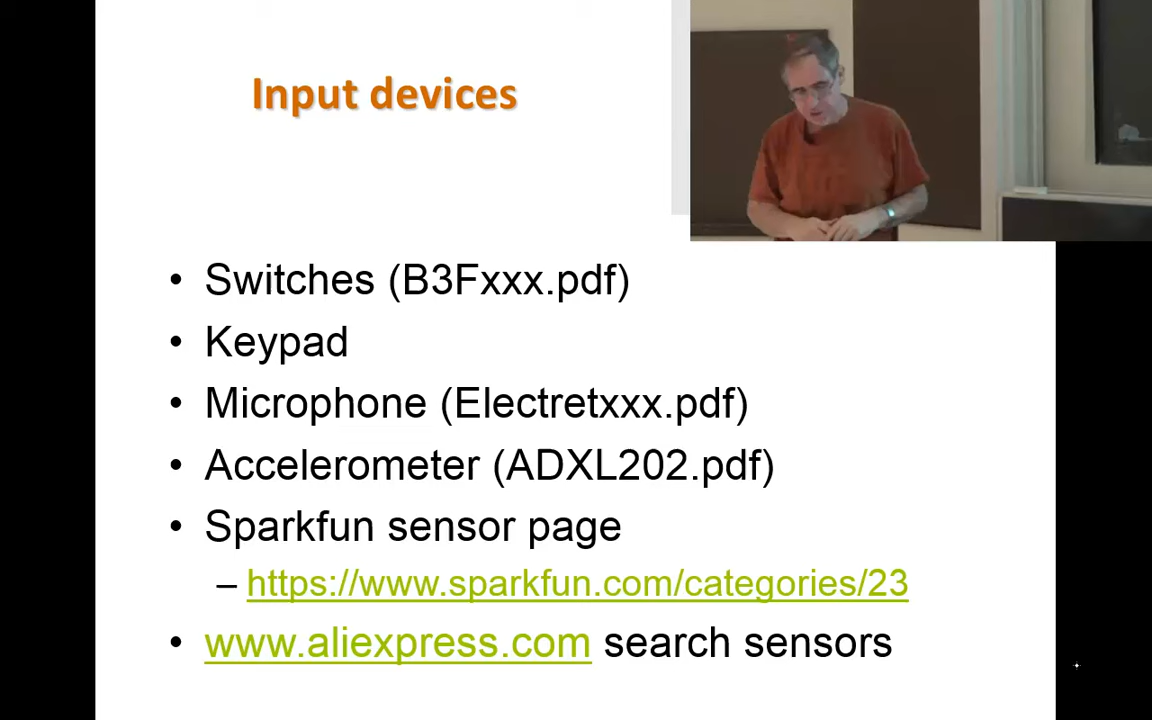 Input devices
• Switches (B3Fxxx.pdf)
• Keypad
• Microphone (Electretxxx.pdf)
• Accelerometer (ADXL202.pdf)
• Sparkfun sensor page
– https://www.sparkfun.com/categories/23
• www.aliexpress.com search sensors